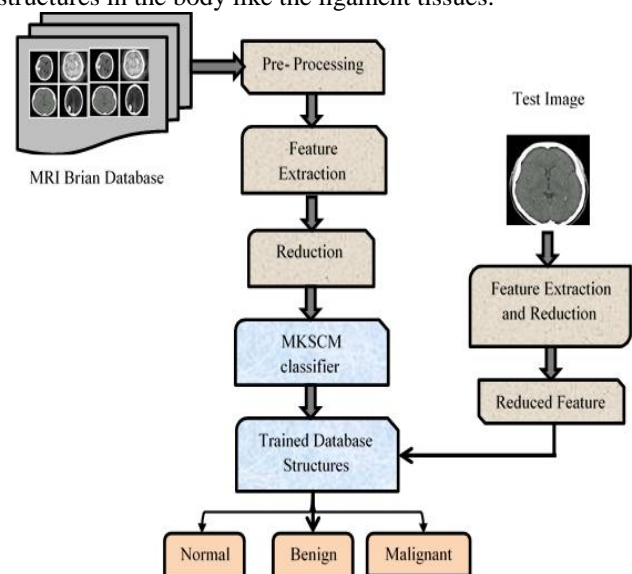 structures in the body like the ligament tissues.
Pre- Processing
MRI Brian Database
Feature
Extraction
Reduction
MKSCM
classifier
Trained Database
Structures
Test Image
Feature Extraction
and Reduction
Reduced Feature
Normal
Benign
Malignant